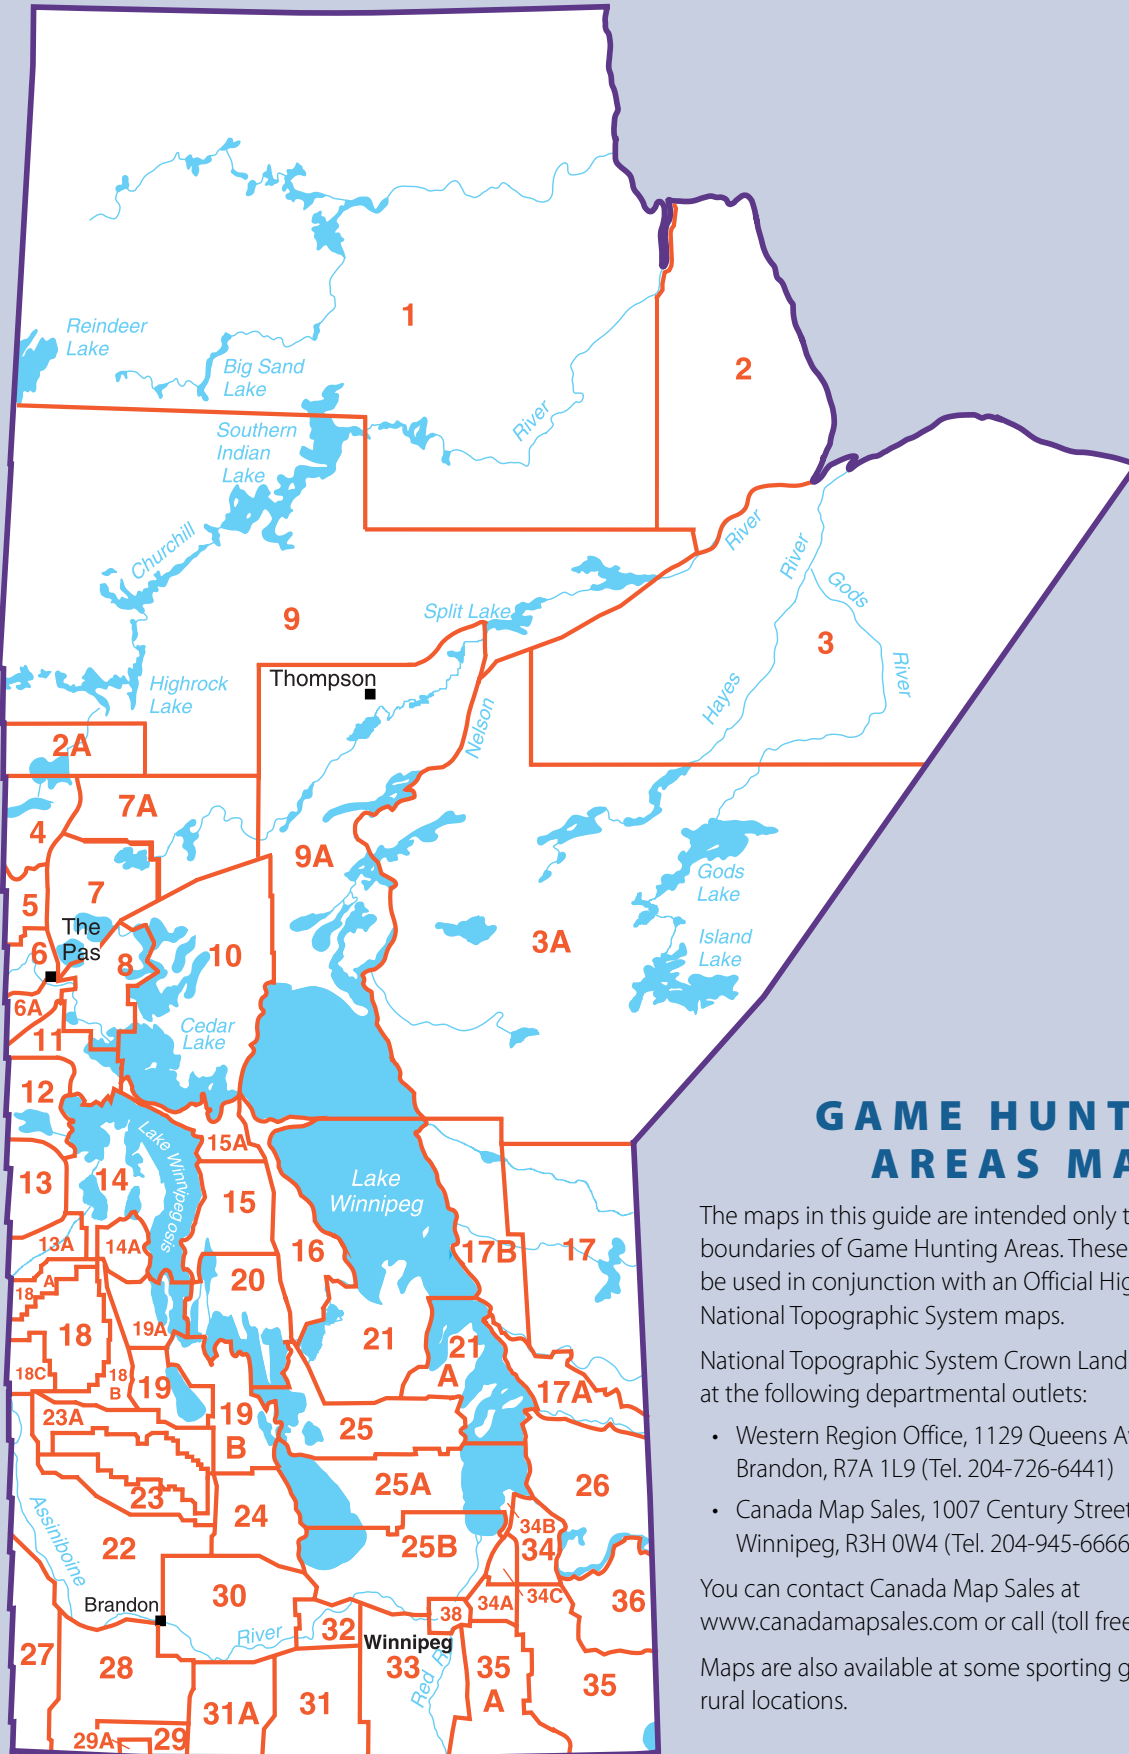 1
Reindeer
Lake
Big Sand
Lake
2
Southern
Indian
Lake
River
Churchill
River
River
Gods
Split Lake
9
3
River
Thompson
Highrock
Lake
Hayes
Nelson
2A
7A
4
9A
7
Gods
Lake
5
The
Pas
6
8
10
3A
Island
Lake
6A
Cedar
Lake
11
12
Lake Winnipegosis
15A
13
14
Lake
Winnipeg
15
13A
14A
16
17B
17
A
18
20
18
19A
21
21
A
18C
18
B
19
17A
23A
19
B
25
23
25A
26
Assiniboine
24
34B
22
25B
34
30
34A
34C
36
Brandon
38
32
River
Winnipeg
27
28
33
Red R
35
A
35
31A
31
29A
29
GAME HUNT
AREAS MA
The maps in this guide are intended only t
boundaries of Game Hunting Areas. These
be used in conjunction with an Official Hig
National Topographic System maps.
National Topographic System Crown Land
at the following departmental outlets:
• Western Region Office, 1129 Queens Av
Brandon, R7A 1L9 (Tel. 204-726-6441)
• Canada Map Sales, 1007 Century Street
Winnipeg, R3H 0W4 (Tel. 204-945-6666
You can contact Canada Map Sales at
www.canadamapsales.com or call (toll free
Maps are also available at some sporting g
rural locations.